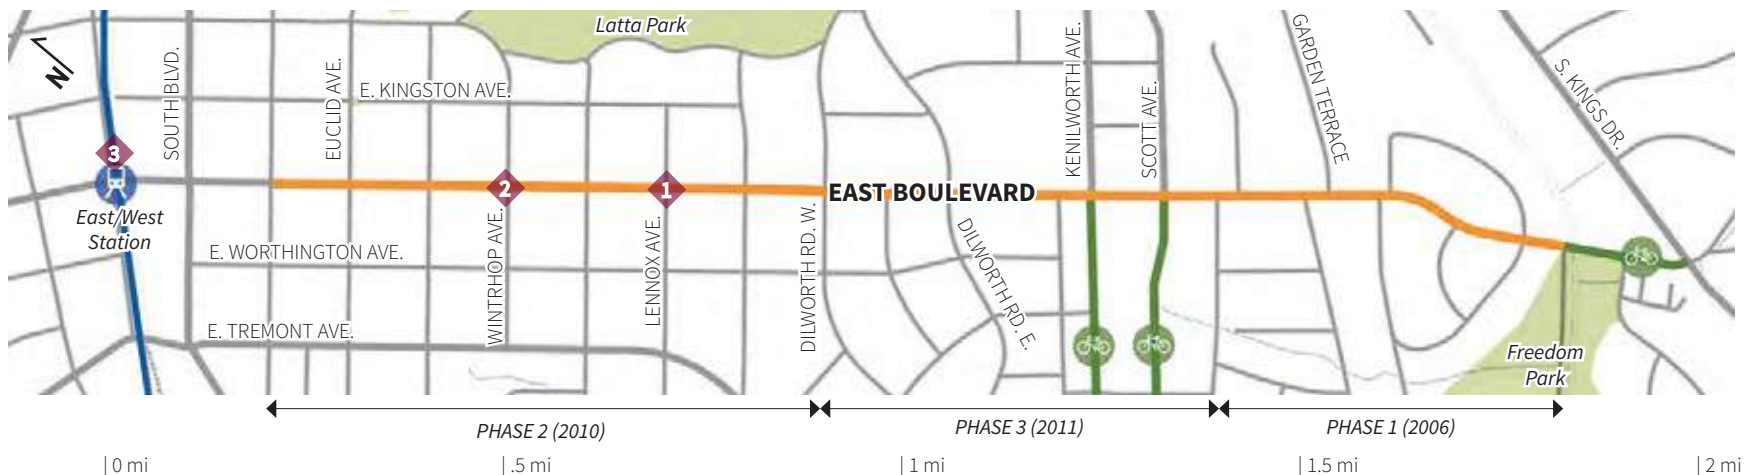 Latta Park
N
SOUTH BLVD.
EUCLID AVE.
E. KINGSTON AVE.
KENILWORTH AVE.
SCOTT AVE.
GARDEN TERRACE
S. KINGS DR.
3
2
1
EAST BOULEVARD
East/West
Station
E. WORTHINGTON AVE.
WINTRHOP AVE.
LENNOX AVE.
DILWORTH RD. W.
DILWORTH RD. E.
E. TREMONT AVE.
Freedom
Park
PHASE 2 (2010)
PHASE 3 (2011)
PHASE 1 (2006)
0 mi
.5 mi
1 mi
1.5 mi
2 mi